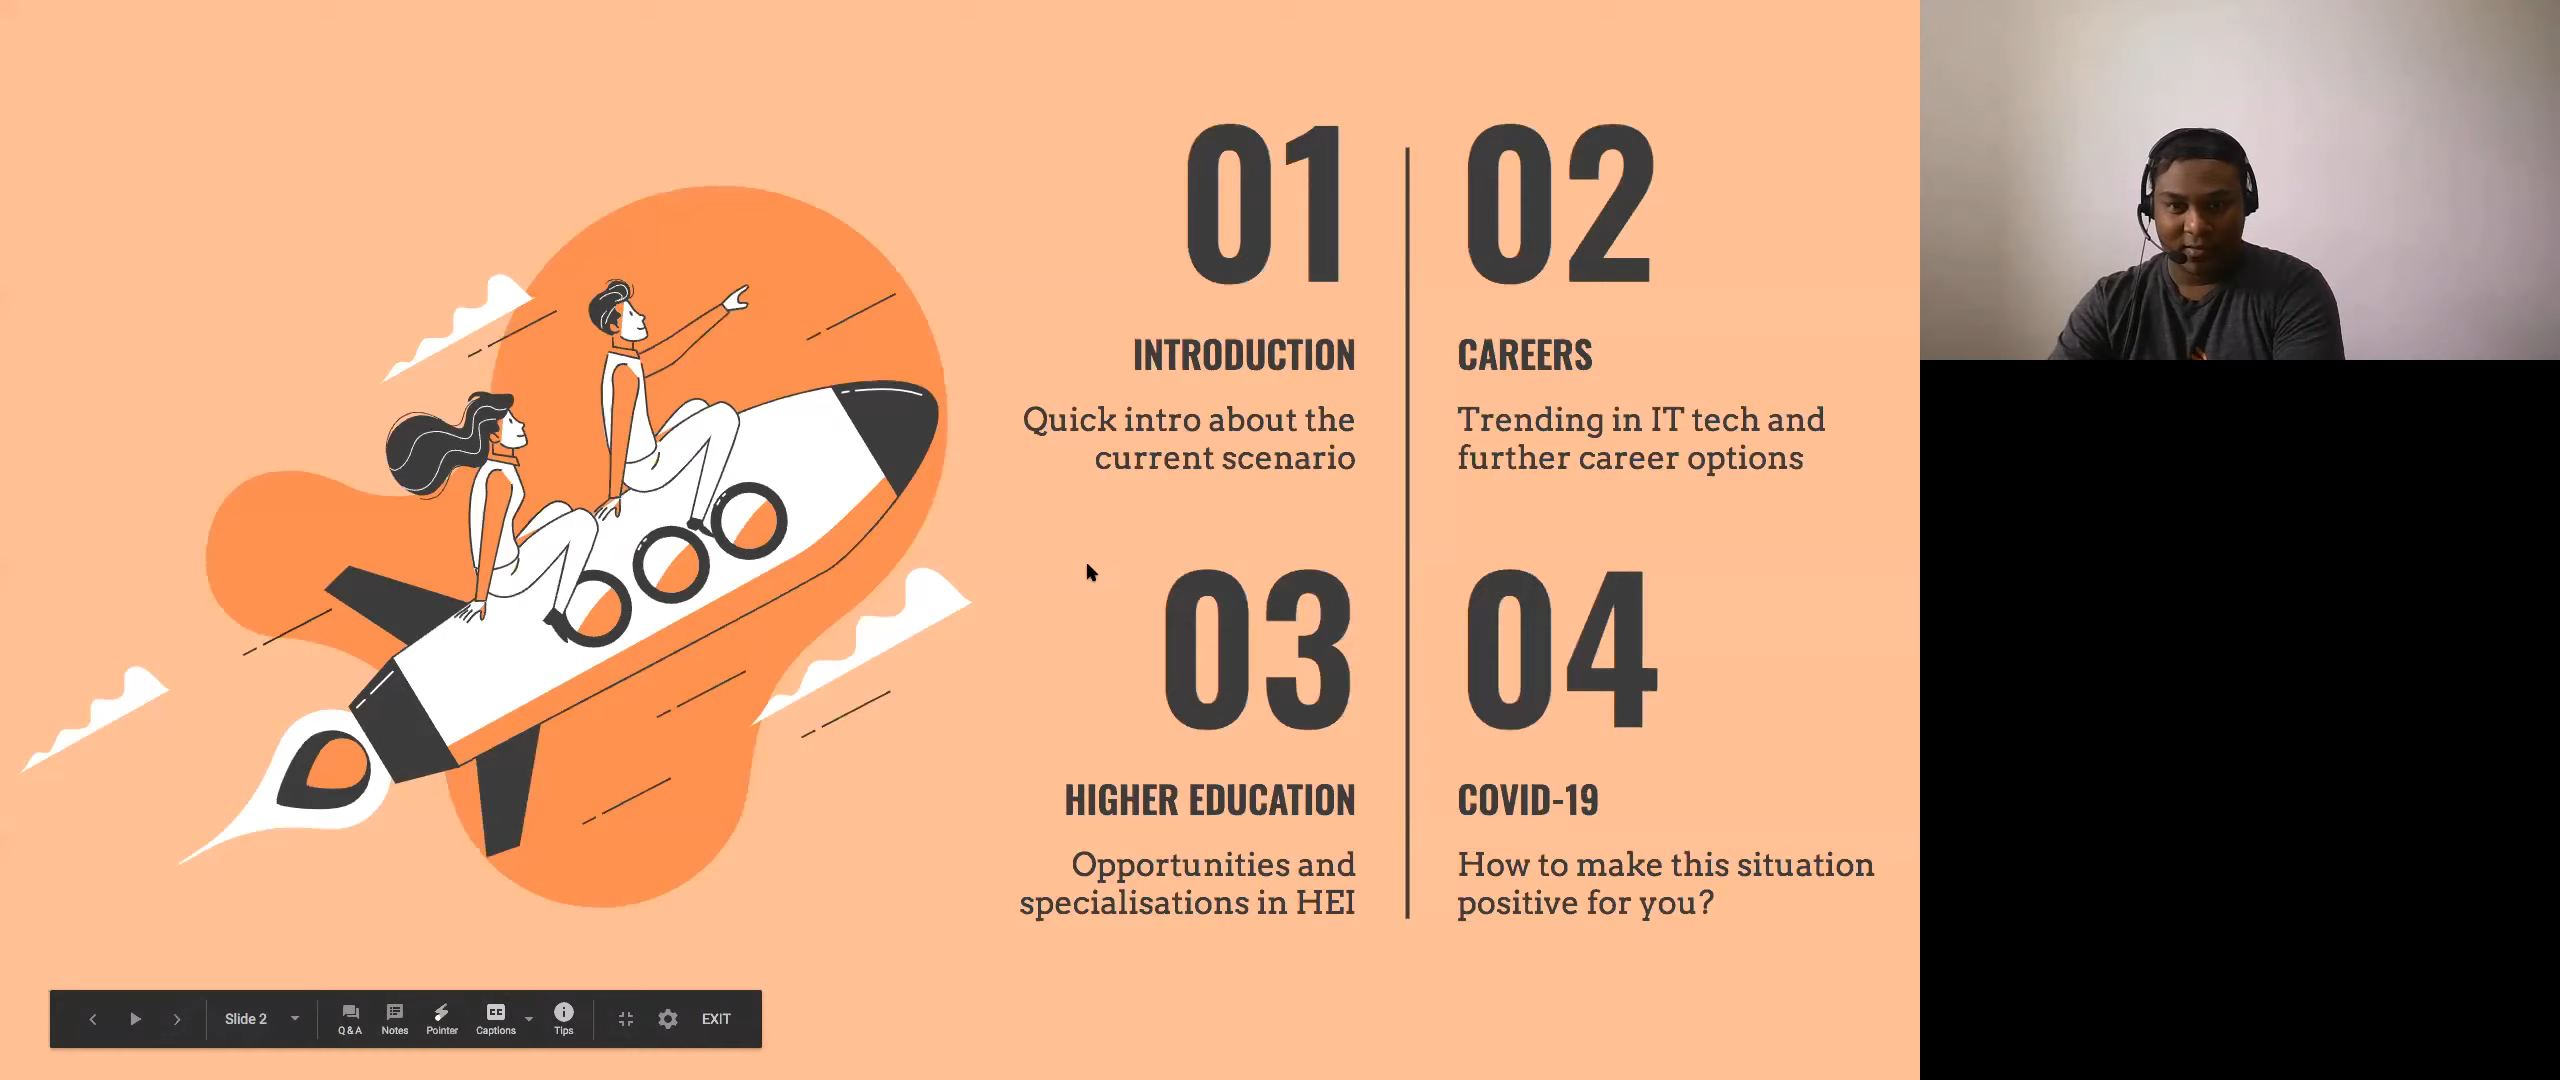 01
INTRODUCTION
Quick intro about the
current scenario
02
CAREERS
Trending in IT tech and
further career options
03
HIGHER EDUCATION
Opportunities and
specialisations in HEI
04
COVID-19
How to make this situation
positive for you?
Slide 2
Q & A
Notes
Pointer
CC
Captions
Tips
EXIT